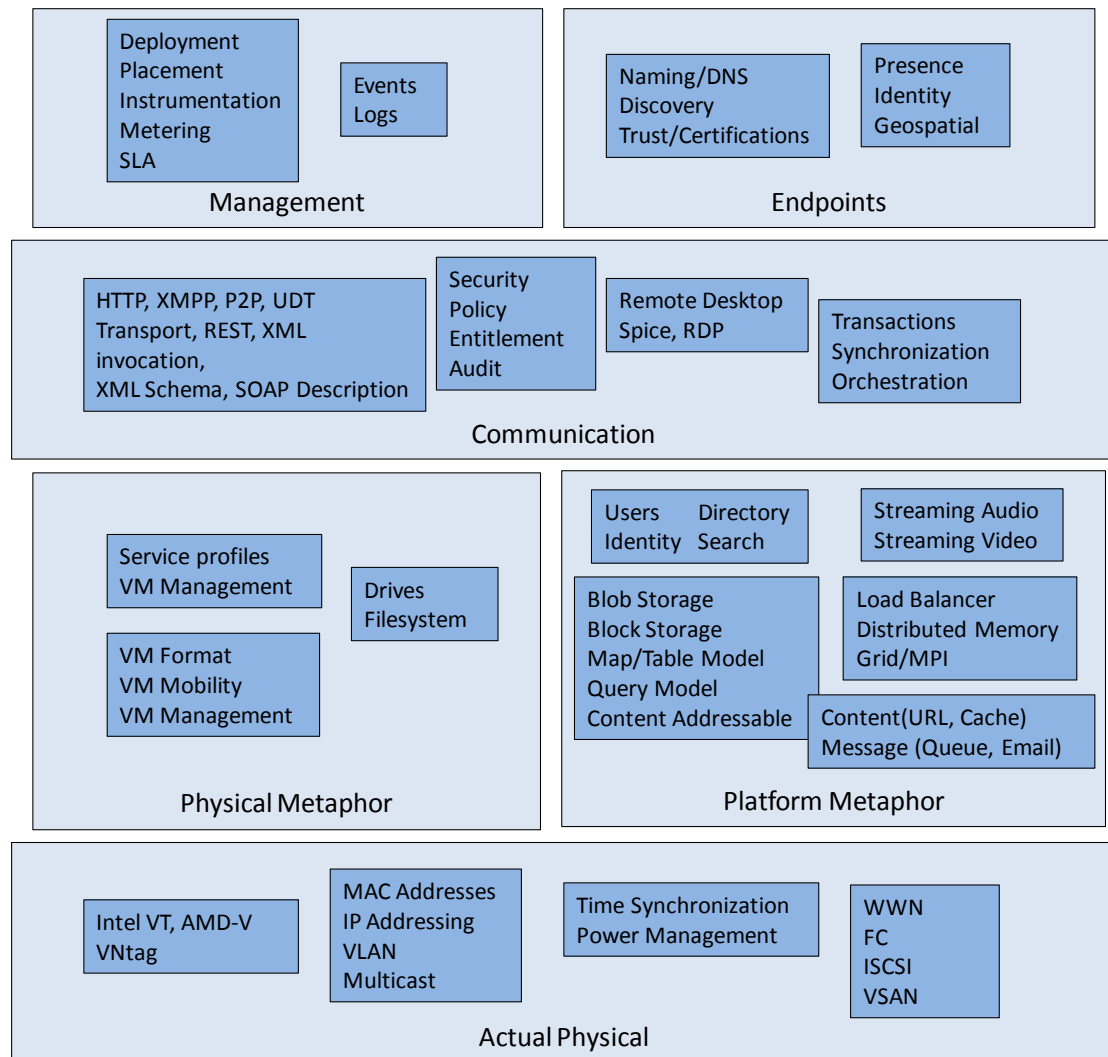 Deployment
Placement
Instrumentation
Metering
SLA
Events
Logs
Management
Naming/DNS
Discovery
Trust/Certifications
Presence
Identity
Geospatial
Endpoints
HTTP, XMPP, P2P, UDT
Transport, REST, XML
invocation,
XML Schema, SOAP Description
Security
Policy
Entitlement
Audit
Remote Desktop
Spice, RDP
Transactions
Synchronization
Orchestration
Communication
Service profiles
VM Management
Drives
Filesystem
VM Format
VM Mobility
VM Management
Physical Metaphor
Users Directory
Identity Search
Streaming Audio
Streaming Video
Blob Storage
Block Storage
Map/Table Model
Query Model
Content Addressable
Load Balancer
Distributed Memory
Grid/MPI
Content(URL, Cache)
Message (Queue, Email)
Platform Metaphor
Intel VT, AMD-V
VNtag
MAC Addresses
IP Addressing
VLAN
Multicast
Time Synchronization
Power Management
WWN
FC
ISCSI
VSAN
Actual Physical